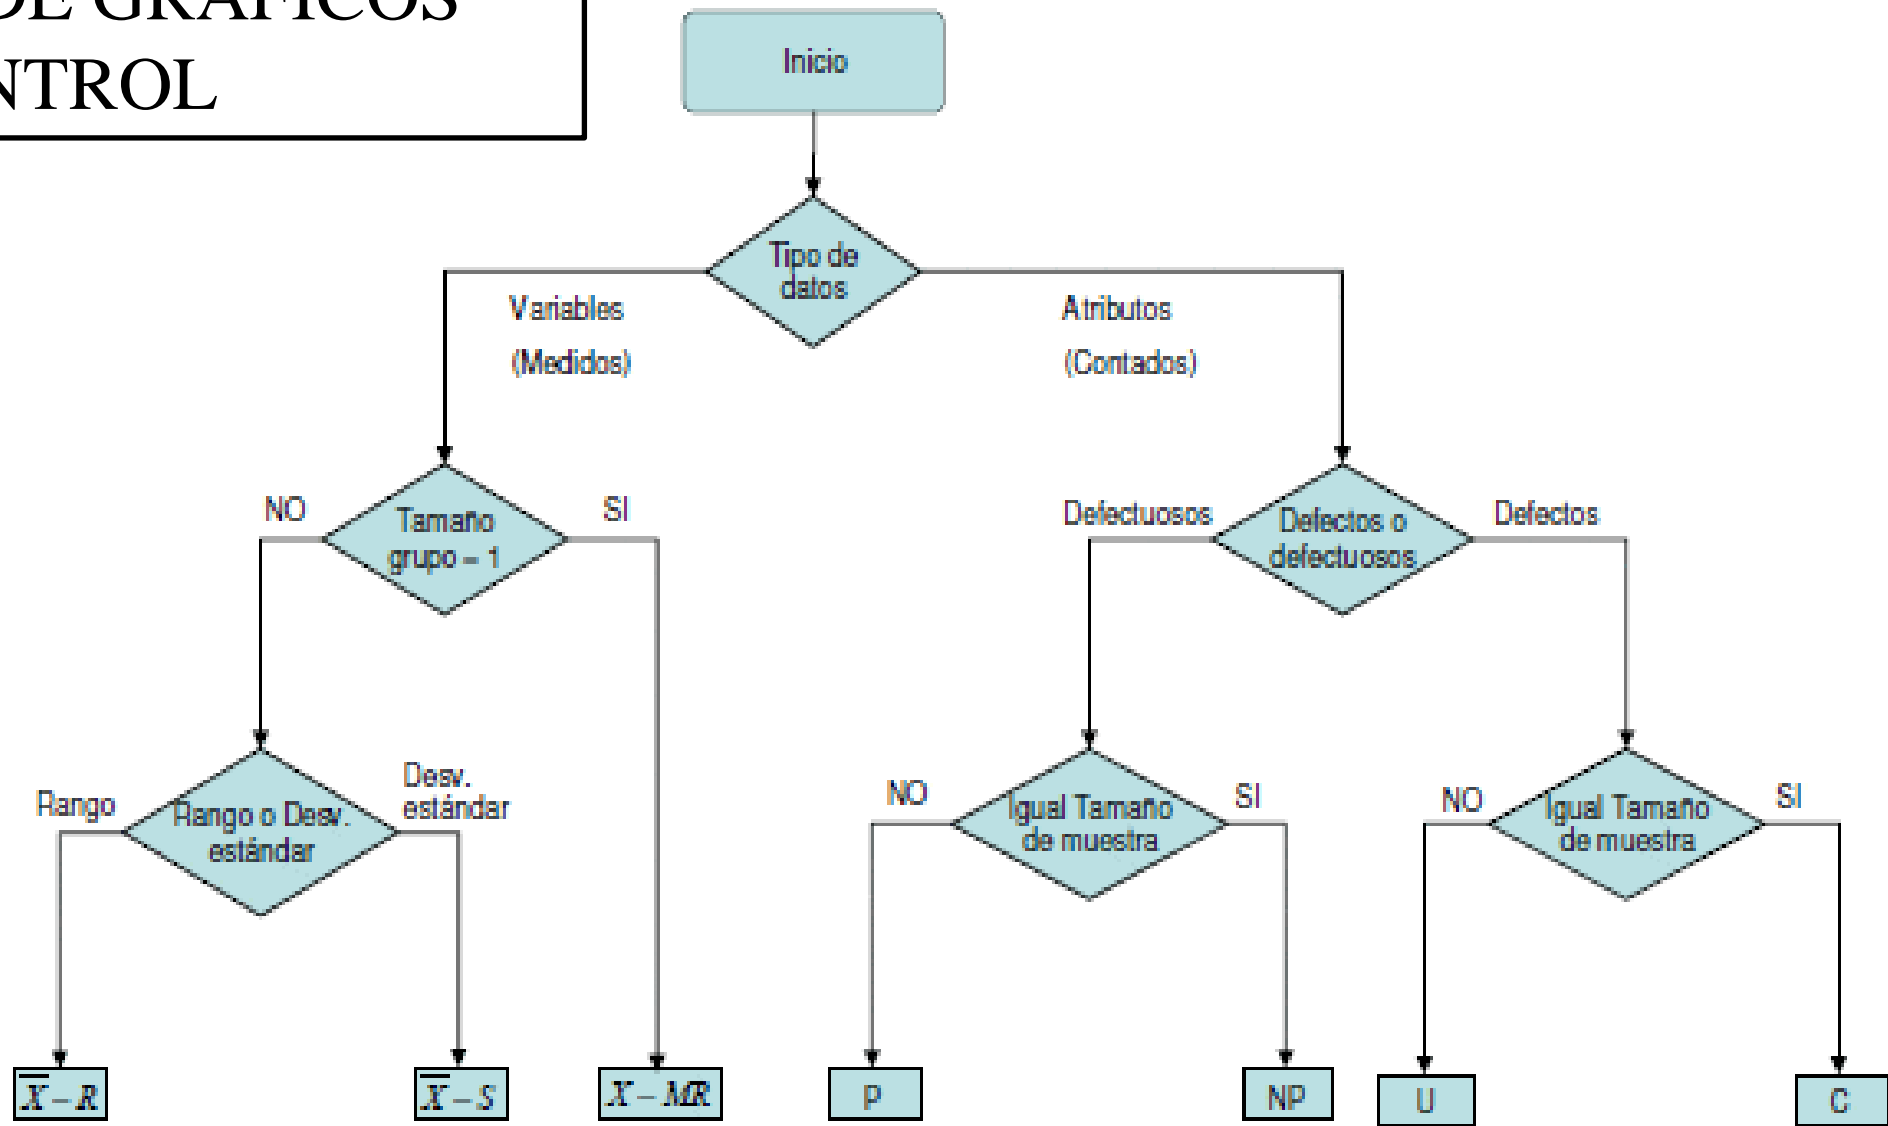 DE GRÁFICOS
NTROL
Inicio
Tipo de
datos
Variables
(Medidos)
Atributos
(Contados)
NO
Tamaño
grupo = 1
SI
Defectuosos
Defectos o
defectuosos
Defectos
Rango
Rango o Desv.
estándar
Desv.
estándar
NO
Igual Tamaño
de muestra
SI
NO
Igual Tamaño
de muestra
SI
X̅ – R
X̅ – S
X – MR
P
NP
U
C